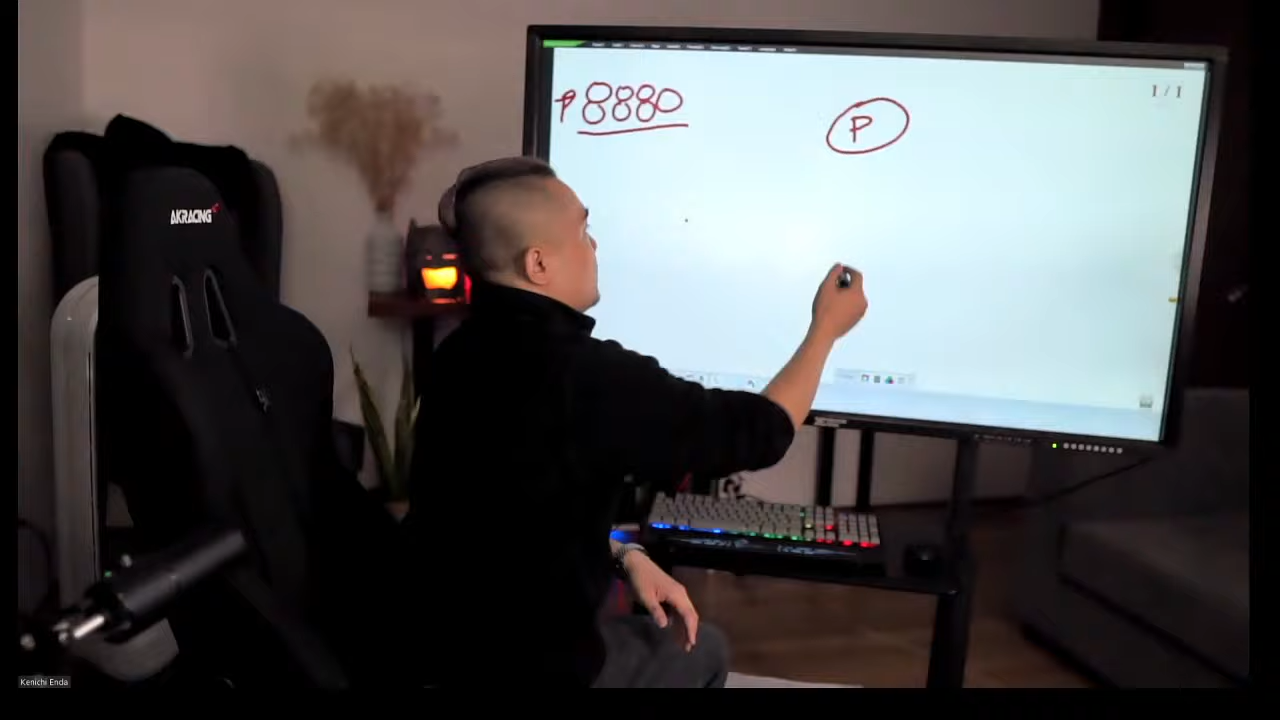 ₱8880
P
1 / 1
AKRACING
Kenichi Enda